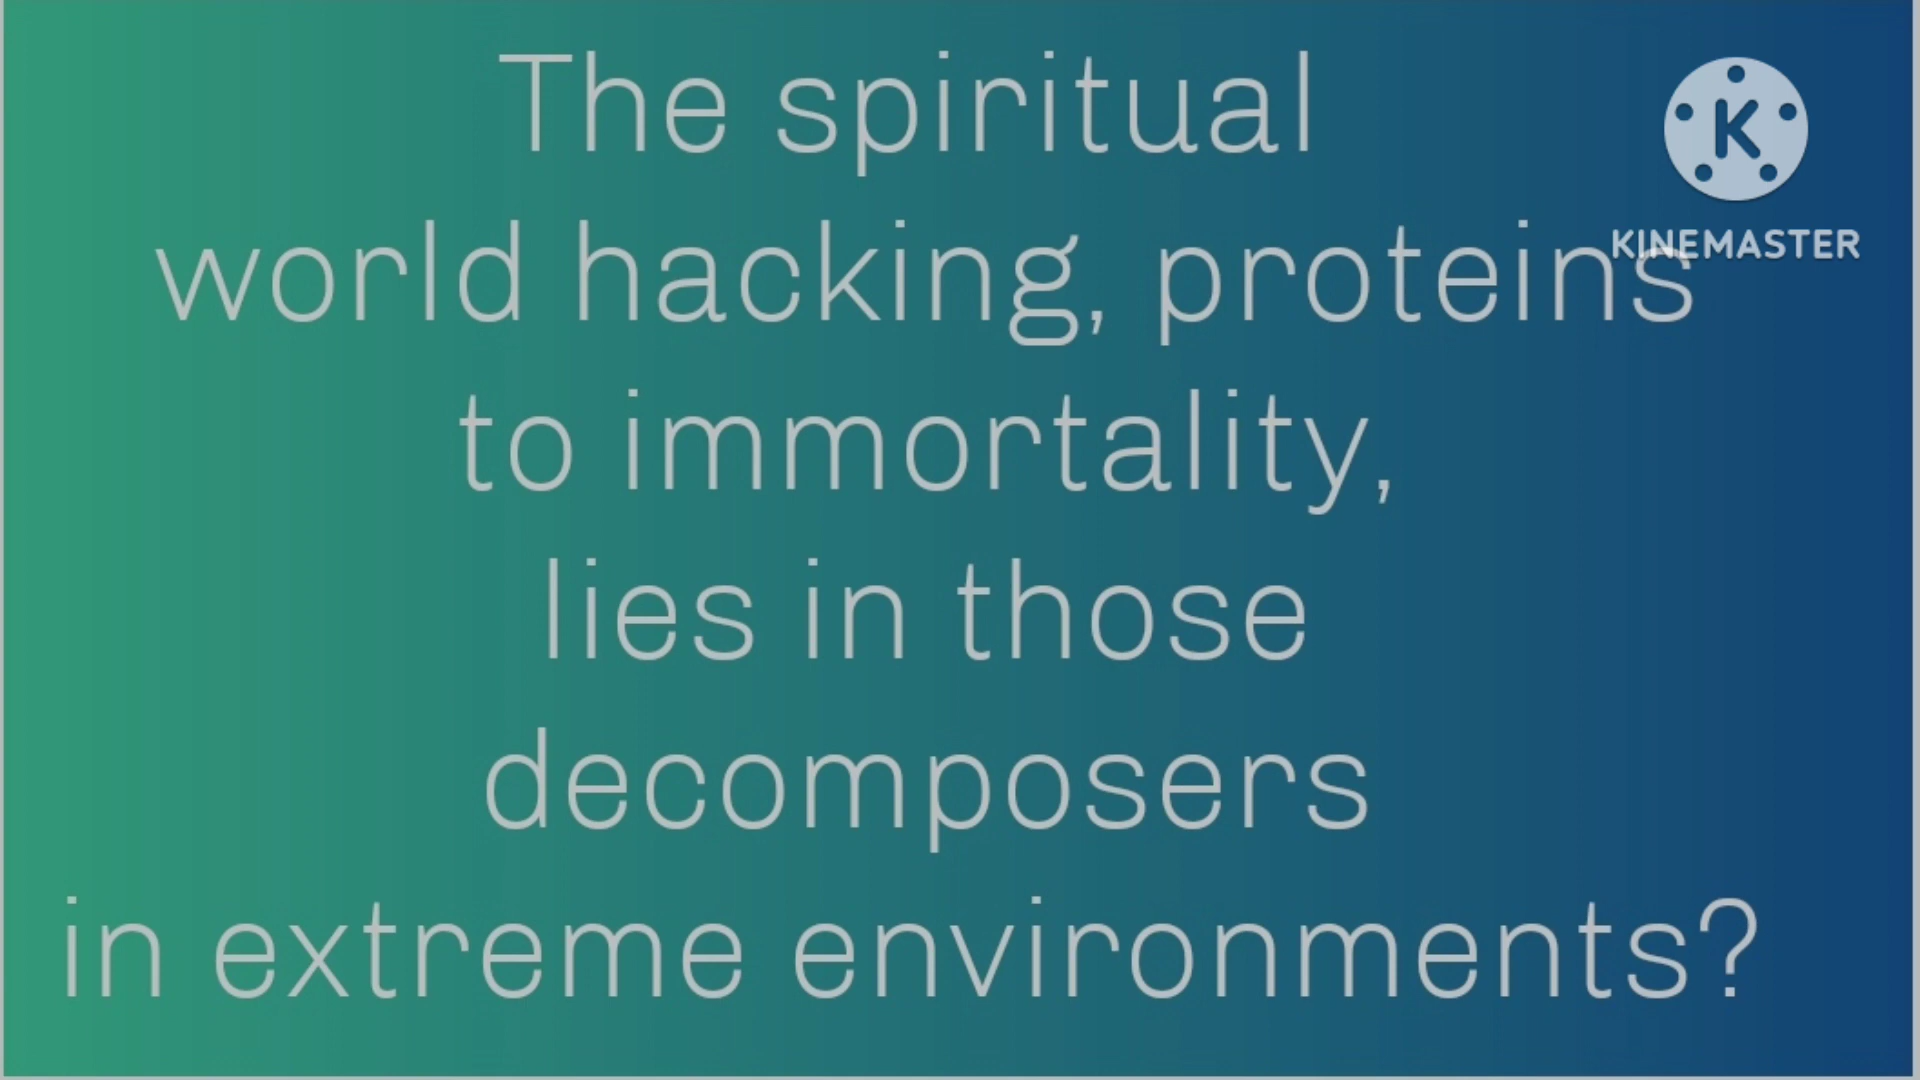 The spiritual
world hacking, proteins
to immortality,
lies in those
decomposers
in extreme environments?
K
KINEMASTER